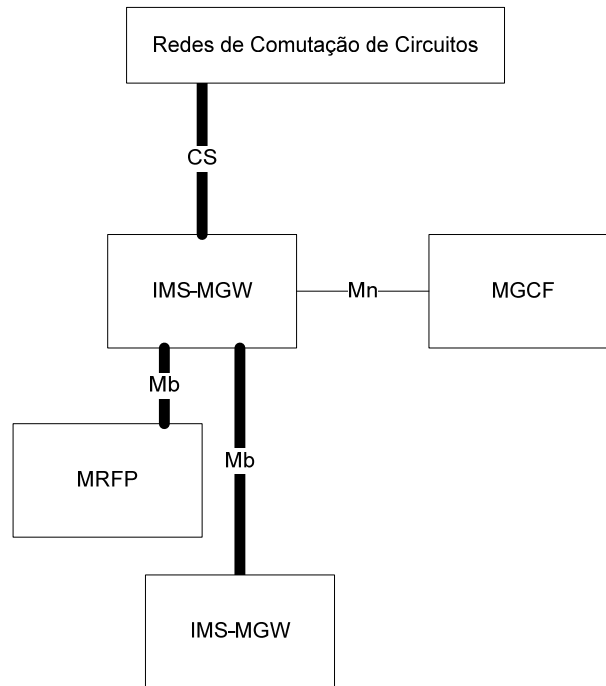 Redes de Comutação de Circuitos
CS
IMS-MGW
Mn
MGCF
Mb
MRFP
Mb
IMS-MGW